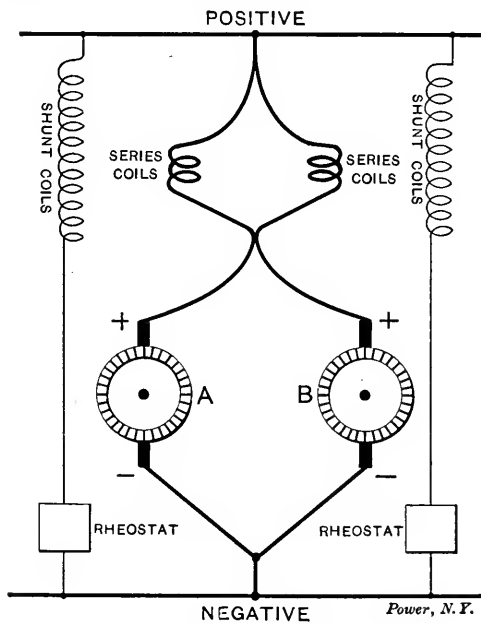 POSITIVE
SHUNT COILS
SERIES
COILS
SERIES
COILS
SHUNT COILS
+
+
A
B
−
−
RHEOSTAT
RHEOSTAT
NEGATIVE
Power, N.Y.